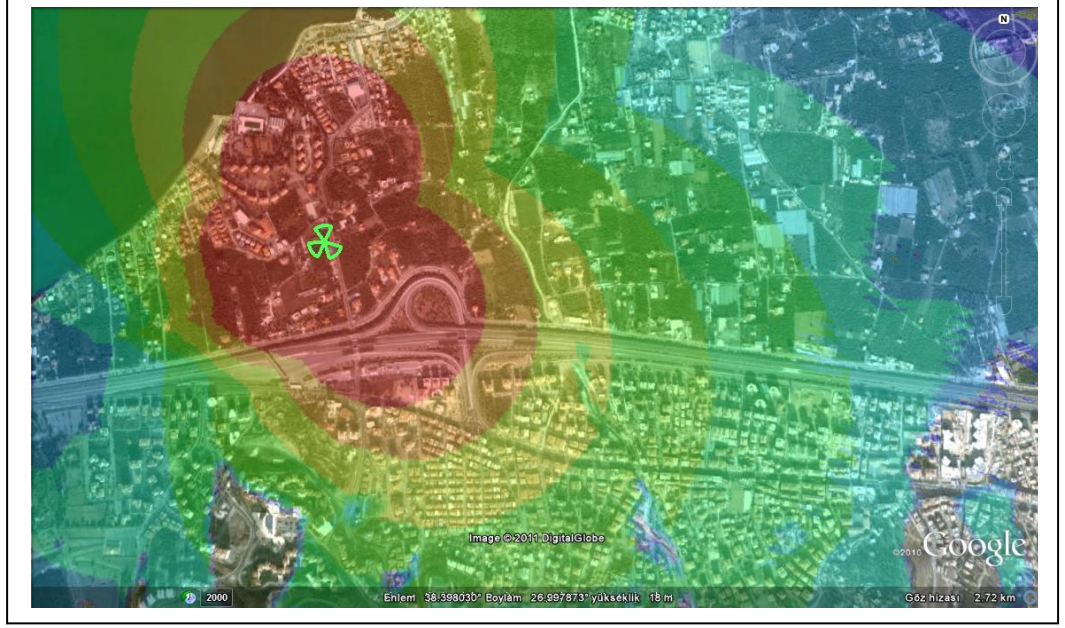 N
Image © 2011 DigitalGlobe
©2010 Google
2000 Enlem 38.398030° Boylam 26.997873° yükseklik 18 m Göz hizası 2.72 km